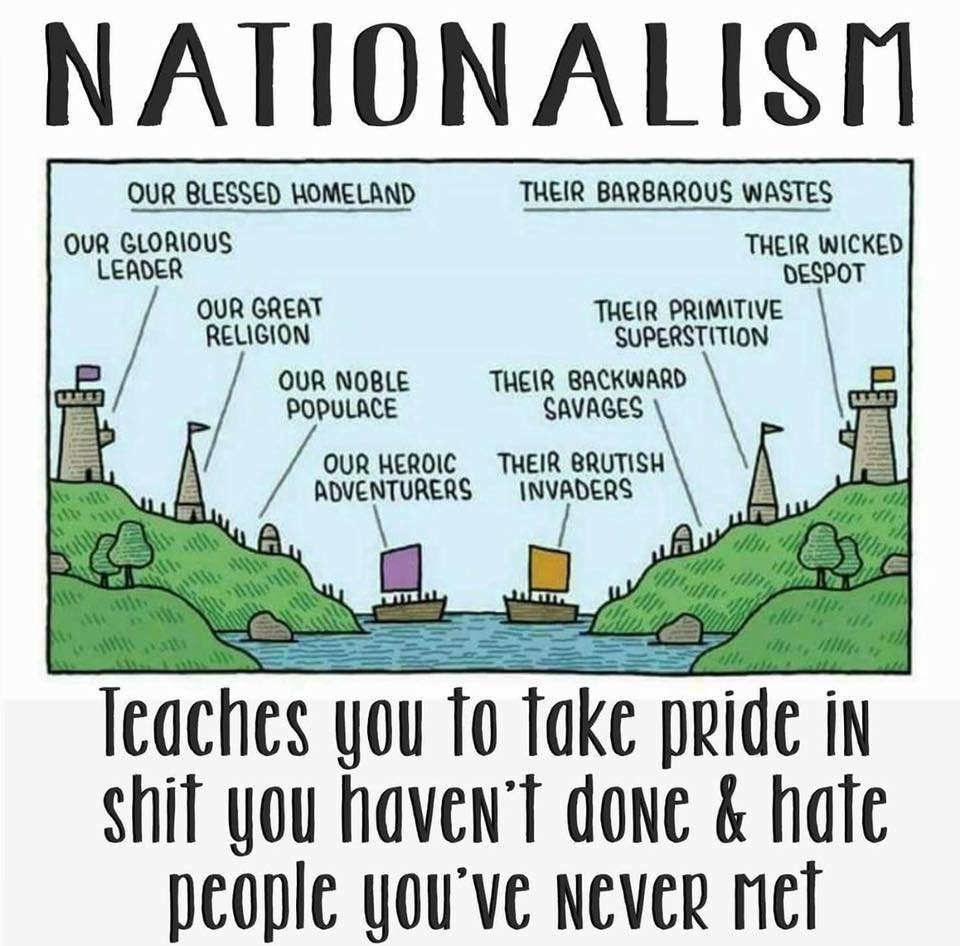 NATIONALISM
OUR BLESSED HOMELAND
THEIR BARBAROUS WASTES
OUR GLORIOUS
LEADER
THEIR WICKED
DESPOT
OUR GREAT
RELIGION
THEIR PRIMITIVE
SUPERSTITION
OUR NOBLE
POPULACE
THEIR BACKWARD
SAVAGES
OUR HEROIC
ADVENTURERS
THEIR BRUTISH
INVADERS
Teaches you to take pRide iN
shit you haveN't doNe & hate
people you've NeveR Met